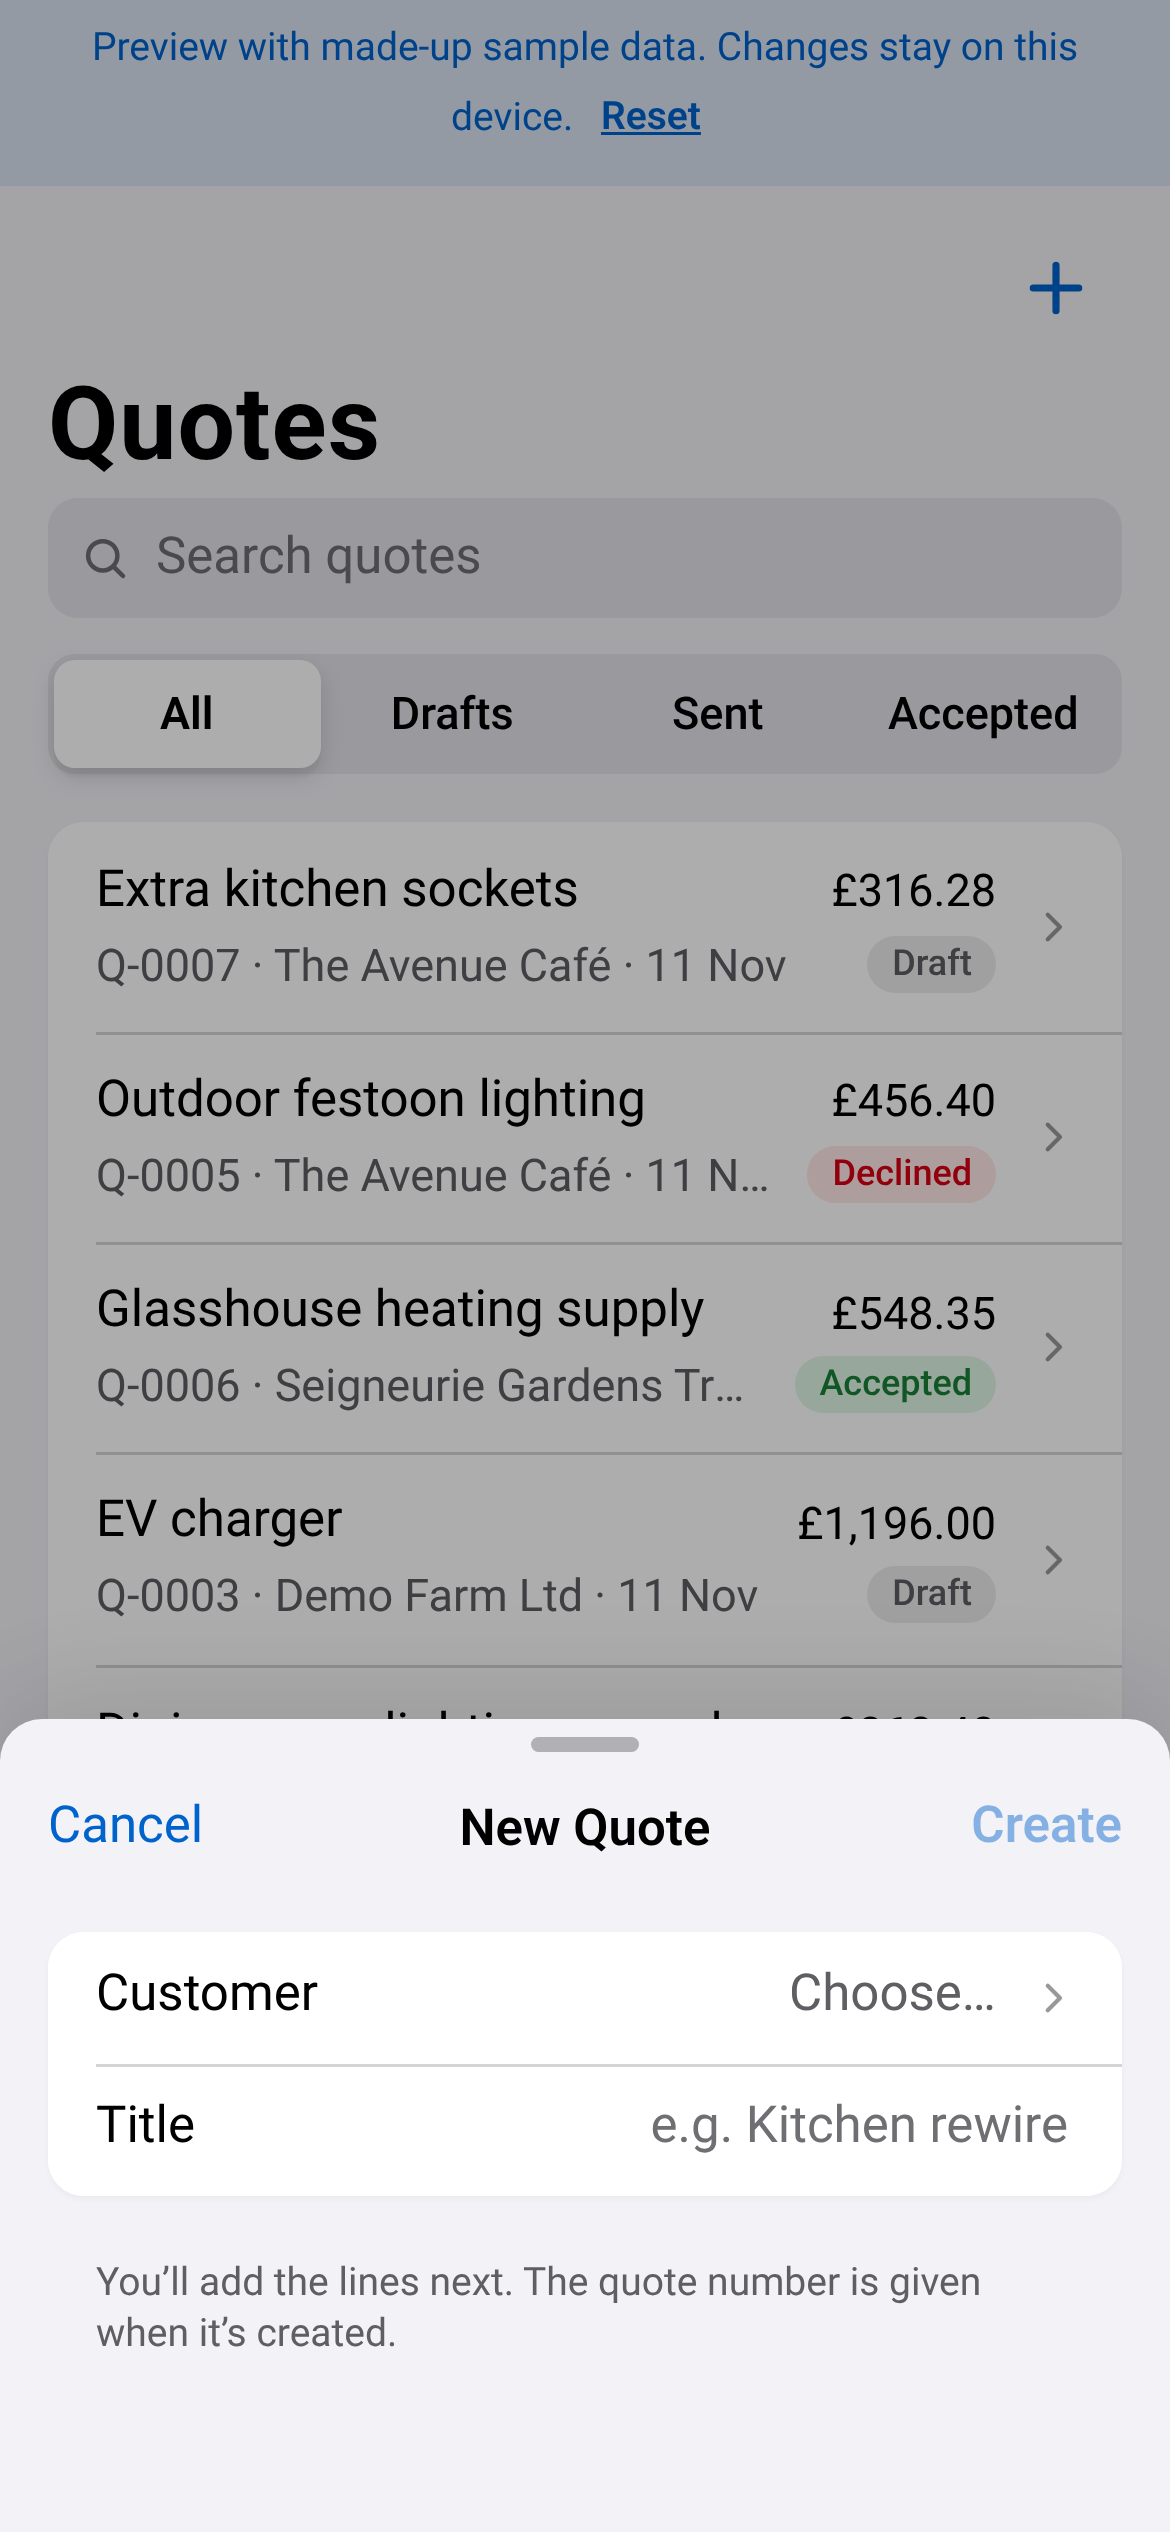 Preview with made-up sample data. Changes stay on this
device. Reset
Quotes
Search quotes
All Drafts Sent Accepted
Extra kitchen sockets £316.28
Q-0007 · The Avenue Café · 11 Nov Draft
Outdoor festoon lighting £456.40
Q-0005 · The Avenue Café · 11 N… Declined
Glasshouse heating supply £548.35
Q-0006 · Seigneurie Gardens Tr… Accepted
EV charger £1,196.00
Q-0003 · Demo Farm Ltd · 11 Nov Draft
Cancel New Quote Create
Customer Choose…
Title e.g. Kitchen rewire
You’ll add the lines next. The quote number is given
when it’s created.